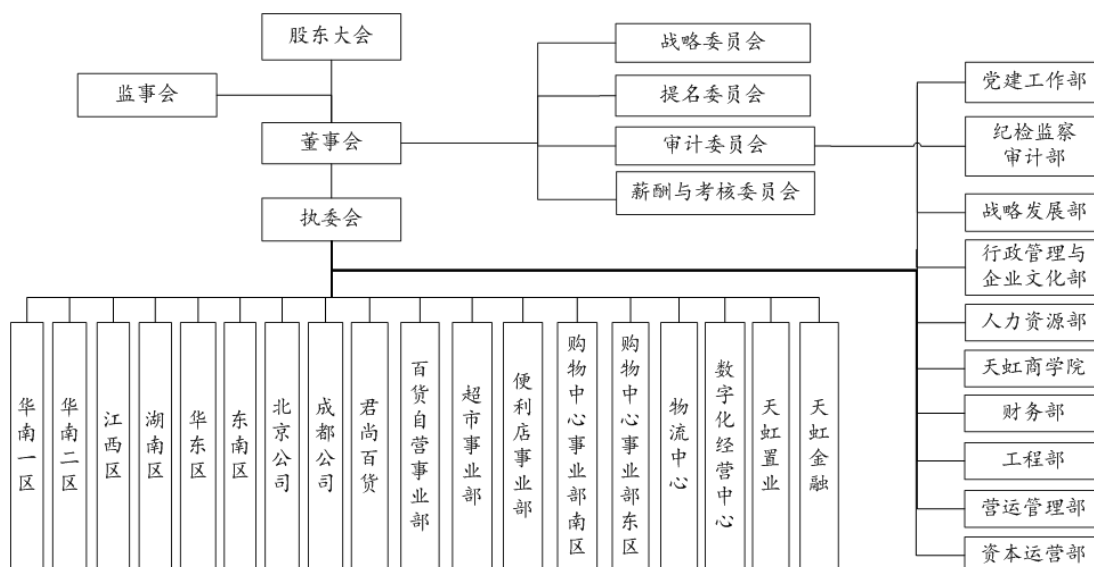 股东大会
监事会
董事会
执委会
战略委员会
提名委员会
审计委员会
薪酬与考核委员会
党建工作部
纪检监察
审计部
战略发展部
行政管理与
企业文化部
人力资源部
天虹商学院
财务部
工程部
营运管理部
资本运营部
华南一区
华南二区
江西区
湖南区
华东区
东南区
北京公司
成都公司
君尚百货
百货自营事业部
超市事业部
便利店事业部
购物中心事业部南区
购物中心事业部东区
物流中心
数字化经营中心
天虹置业
天虹金融